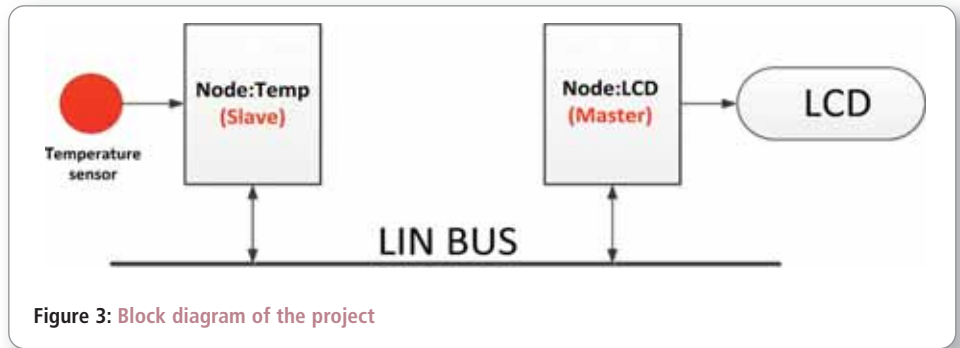 Node:Temp
(Slave)
Node:LCD
(Master)
LCD
Temperature
sensor
LIN BUS
Figure 3: Block diagram of the project